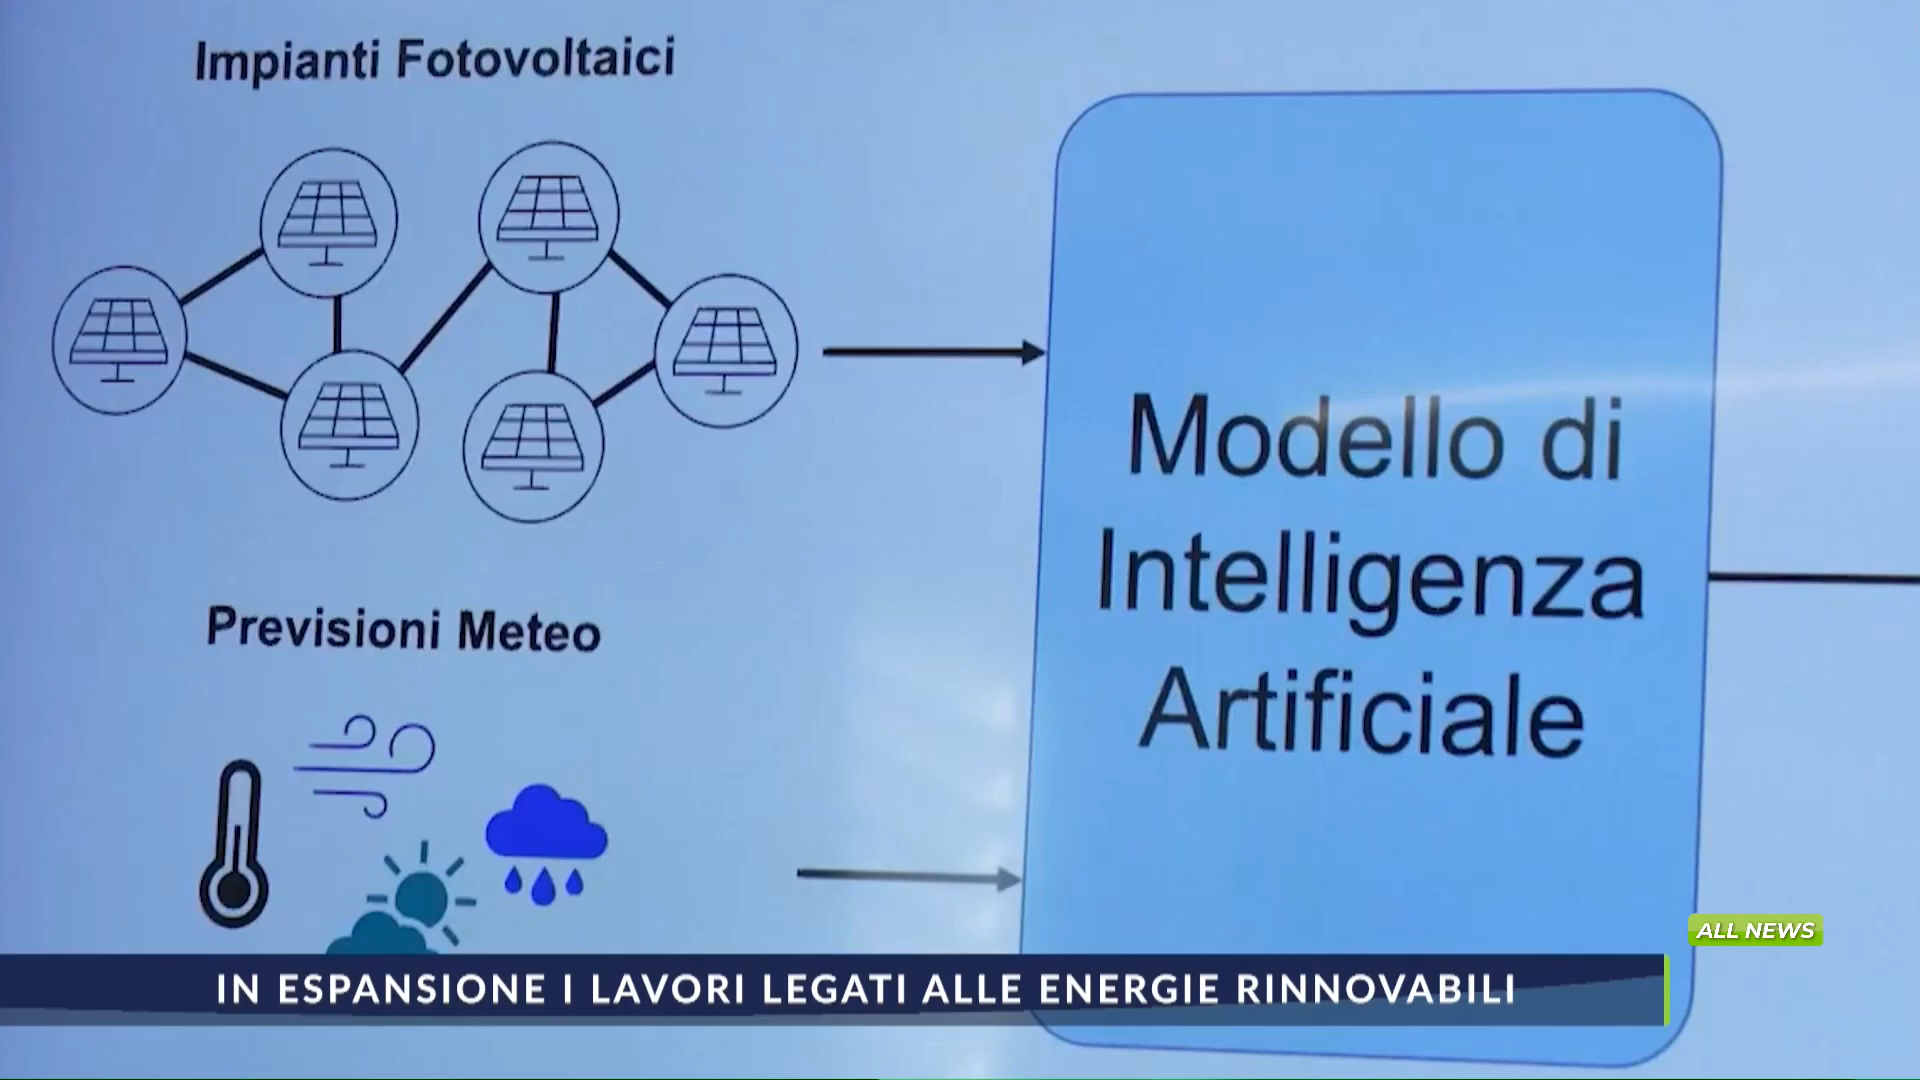 Impianti Fotovoltaici
Modello di
Intelligenza
Artificiale
Previsioni Meteo
ALL NEWS
IN ESPANSIONE I LAVORI LEGATI ALLE ENERGIE RINNOVABILI